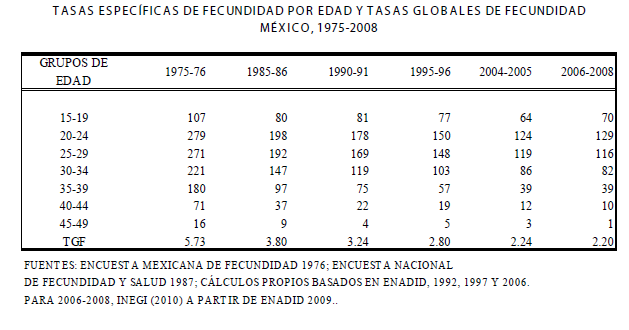 TASAS ESPECÍFICAS DE FECUNDIDAD POR EDAD Y TASAS GLOBALES DE FECUNDIDAD
MÉXICO, 1975-2008
GRUPOS DE EDAD 1975-76 1985-86 1990-91 1995-96 2004-2005 2006-2008
15-19 107 80 81 77 64 70
20-24 279 198 178 150 124 129
25-29 271 192 169 148 119 116
30-34 221 147 119 103 86 82
35-39 180 97 75 57 39 39
40-44 71 37 22 19 12 10
45-49 16 9 4 5 3 1
TGF 5.73 3.80 3.24 2.80 2.24 2.20
FUENTES: ENCUESTA MEXICANA DE FECUNDIDAD 1976; ENCUESTA NACIONAL
DE FECUNDIDAD Y SALUD 1987; CÁLCULOS PROPIOS BASADOS EN ENADID, 1992, 1997 Y 2006.
PARA 2006-2008, INEGI (2010) A PARTIR DE ENADID 2009..